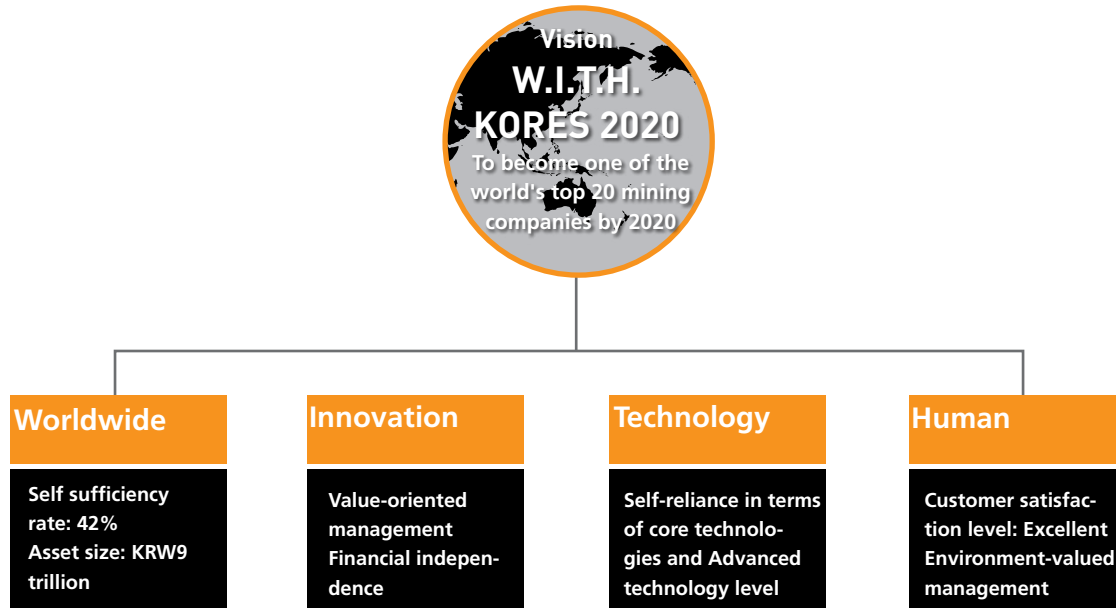 Vision
W.I.T.H.
KORES 2020
To become one of the
world's top 20 mining
companies by 2020
Worldwide
Self sufficiency
rate: 42%
Asset size: KRW9
trillion
Innovation
Value-oriented
management
Financial indepen-
dence
Technology
Self-reliance in terms
of core technolo-
gies and Advanced
technology level
Human
Customer satisfac-
tion level: Excellent
Environment-valued
management